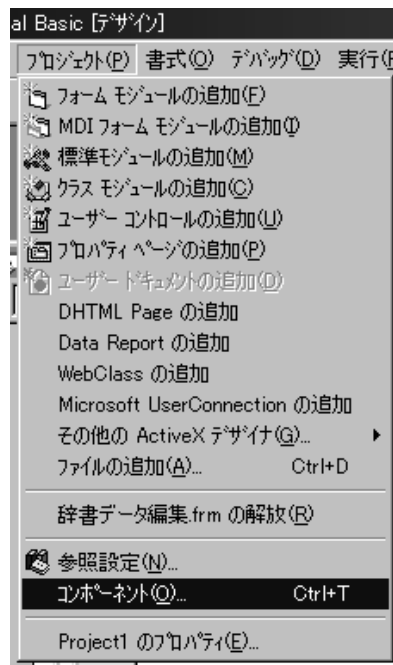 al Basic [ﾃﾞｻﾞｲﾝ]
ﾌﾟﾛｼﾞｪｸﾄ(P) 書式(O) ﾃﾞﾊﾞｯｸﾞ(D) 実行(F
ﾌｫｰﾑ ﾓｼﾞｭｰﾙの追加(F)
MDI ﾌｫｰﾑ ﾓｼﾞｭｰﾙの追加(I)
標準ﾓｼﾞｭｰﾙの追加(M)
ｸﾗｽ ﾓｼﾞｭｰﾙの追加(C)
ﾕｰｻﾞｰ ｺﾝﾄﾛｰﾙの追加(U)
ﾌﾟﾛﾊﾟﾃｨ ﾍﾟｰｼﾞの追加(P)
ﾕｰｻﾞｰ ﾄﾞｷｭﾒﾝﾄの追加(D)
DHTML Page の追加
Data Report の追加
WebClass の追加
Microsoft UserConnection の追加
その他の ActiveX ﾃﾞｻﾞｲﾅ(G)...
ﾌｧｲﾙの追加(A)... Ctrl+D
辞書データ編集.frm の解放(R)
参照設定(N)...
ｺﾝﾎﾟｰﾈﾝﾄ(O)... Ctrl+T
Project1 のﾌﾟﾛﾊﾟﾃｨ(E)...